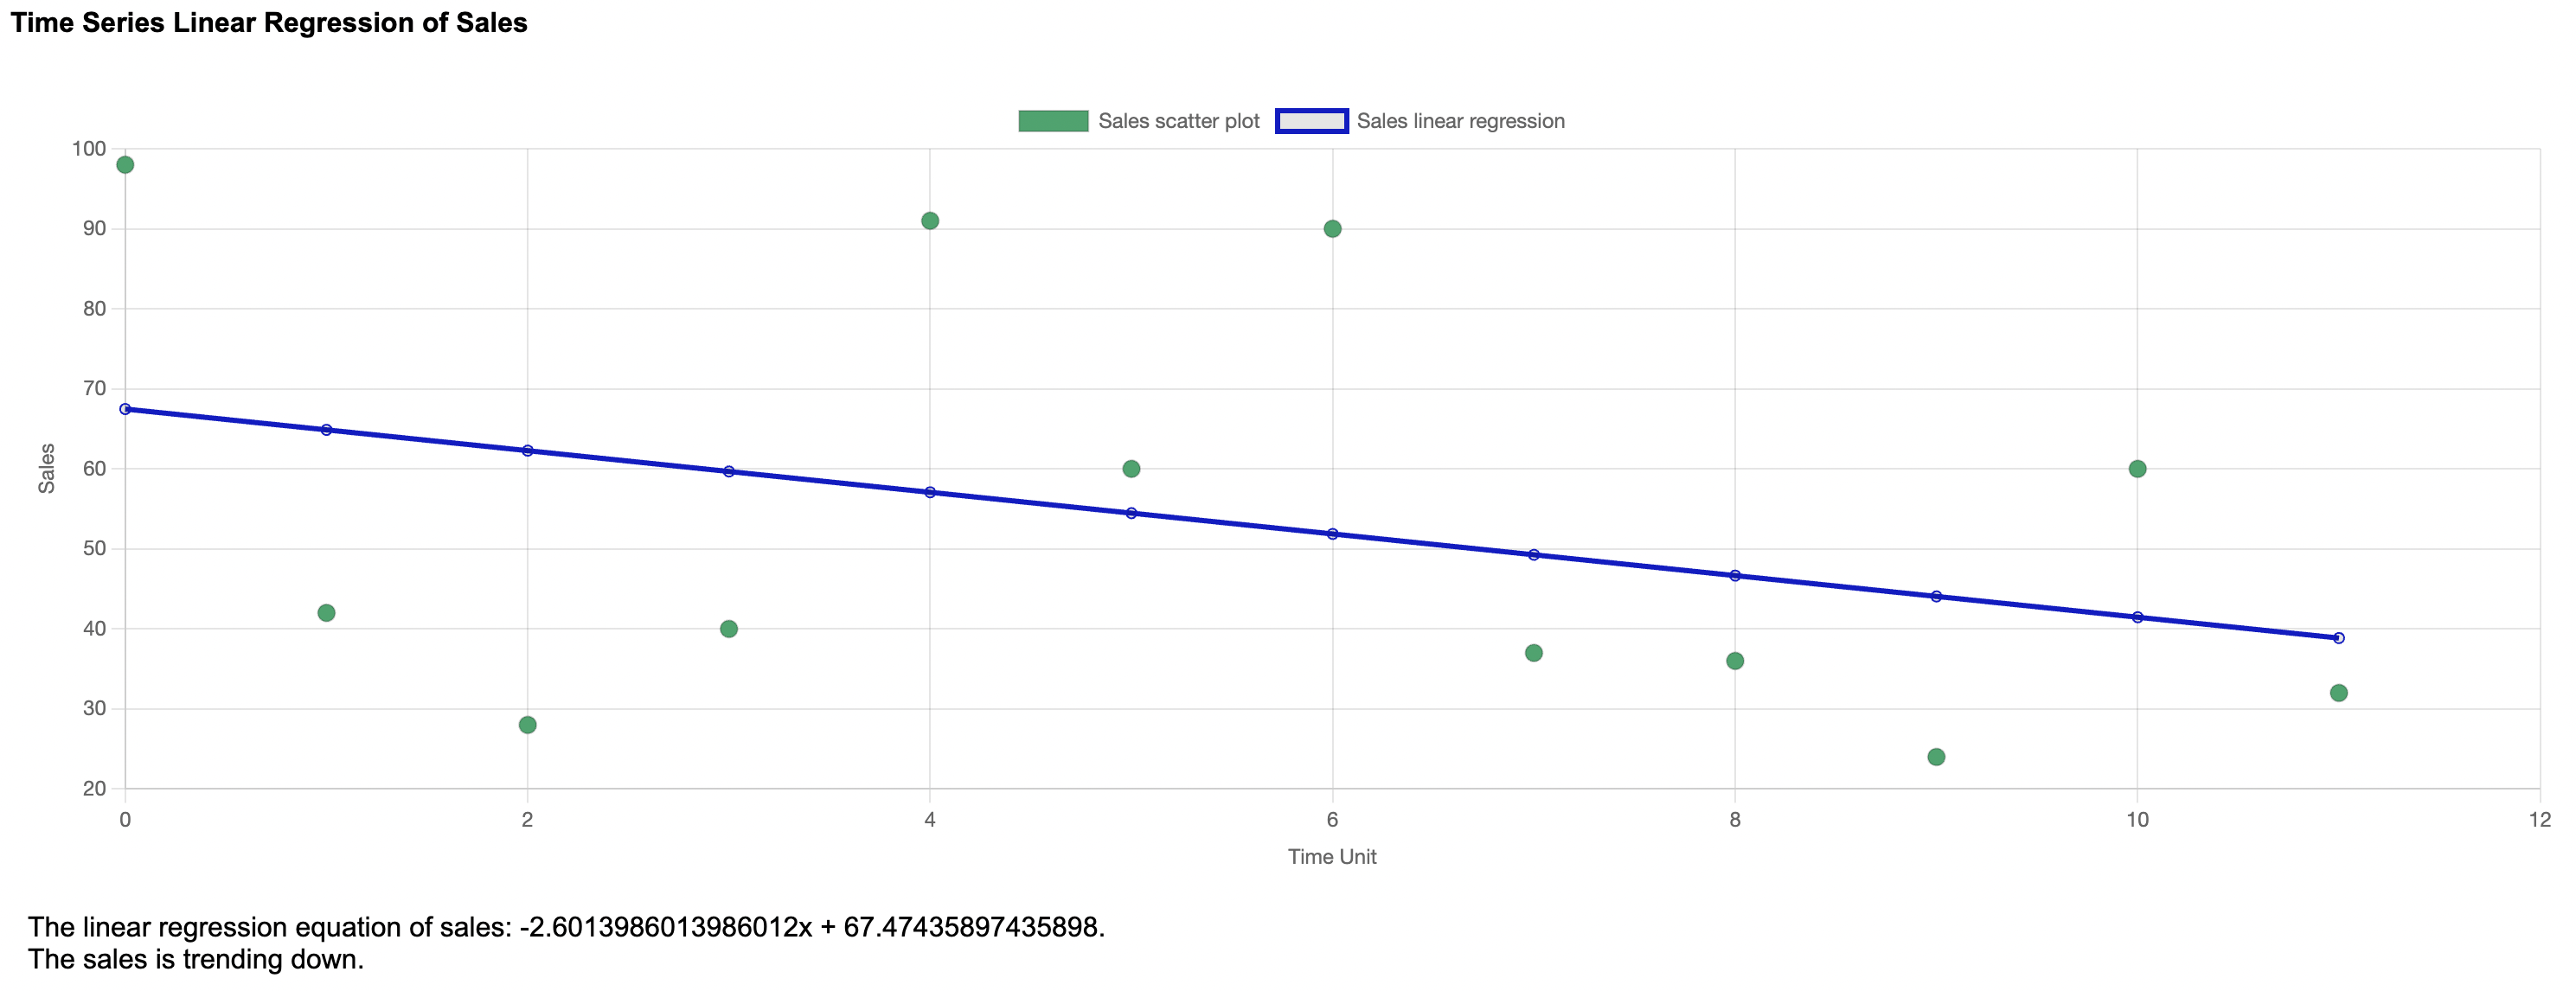 Time Series Linear Regression of Sales
Sales scatter plot
Sales linear regression
100
90
80
70
60
50
40
30
20
Sales
0
2
4
6
8
10
12
Time Unit
The linear regression equation of sales: -2.6013986013986012x + 67.47435897435898.
The sales is trending down.